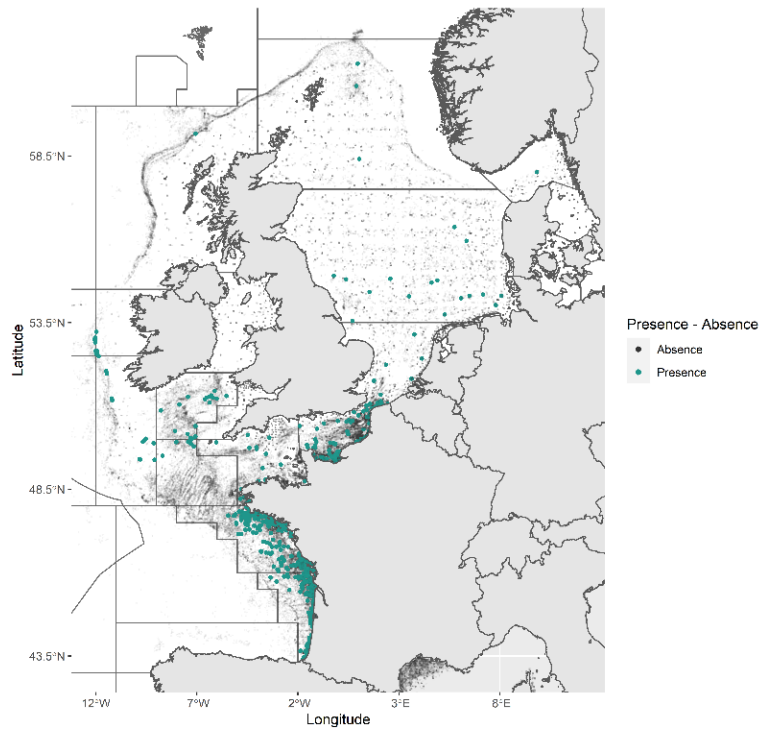 58.5°N
53.5°N
48.5°N
43.5°N
Latitude
12°W
7°W
2°W
3°E
8°E
Longitude
Presence - Absence
Absence
Presence